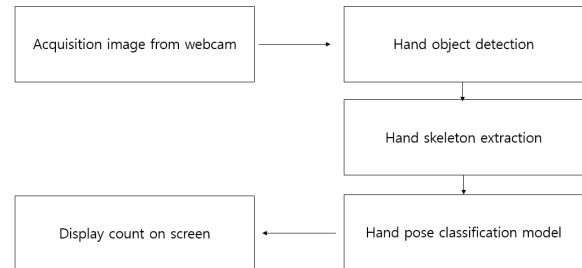 Acquisition image from webcam
Hand object detection
Hand skeleton extraction
Hand pose classification model
Display count on screen